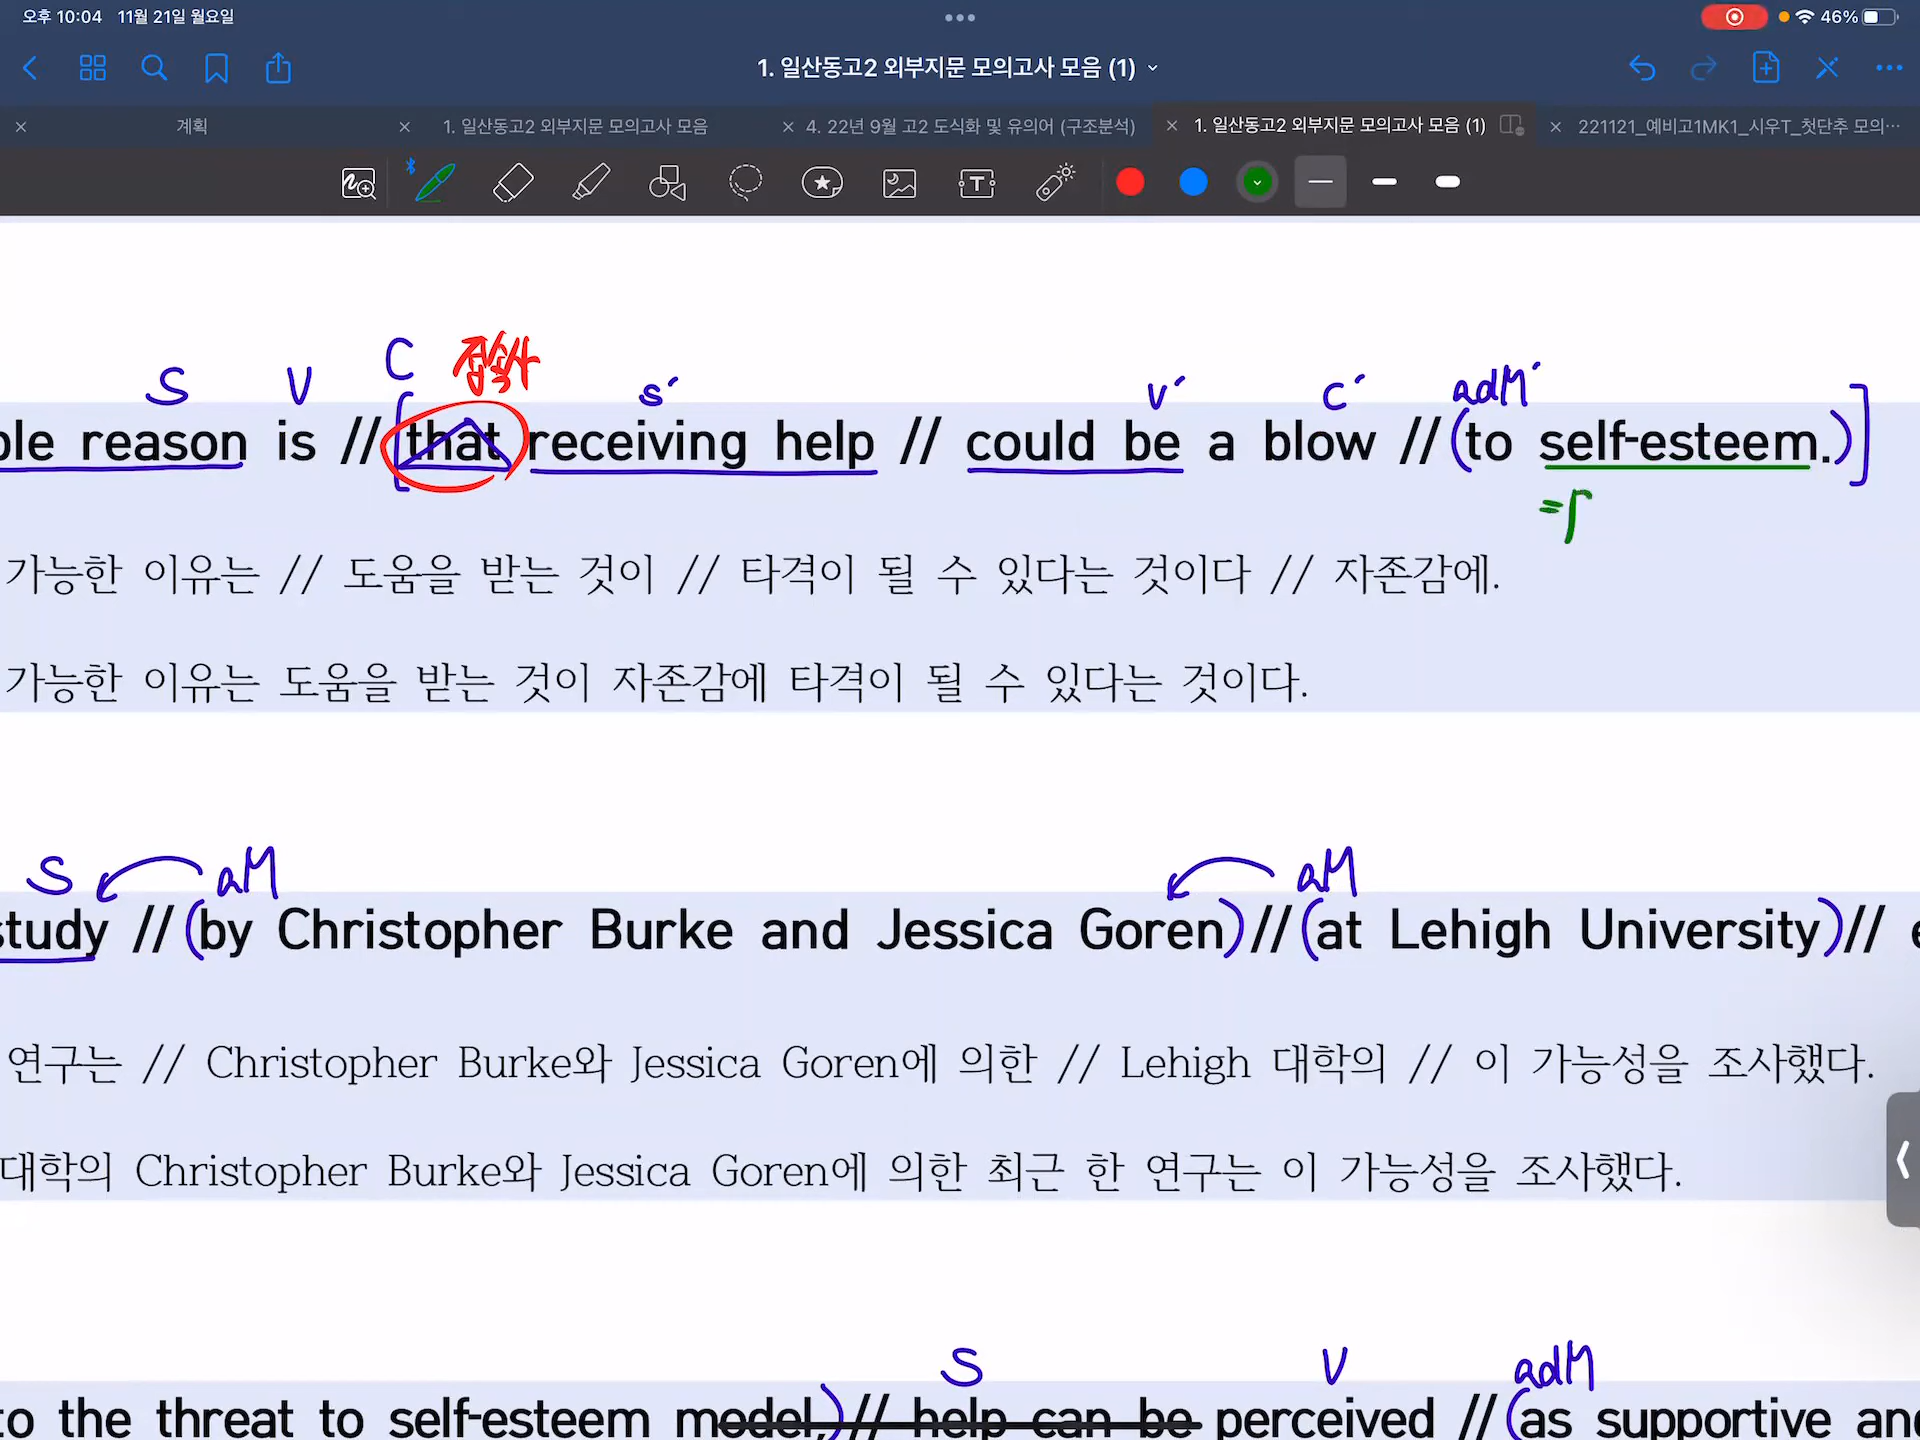 오후 10:04 11월 21일 월요일
46%
1. 일산동고2 외부지문 모의고사 모음 (1)
계획
1. 일산동고2 외부지문 모의고사 모음
4. 22년 9월 고2 도식화 및 유의어 (구조분석)
1. 일산동고2 외부지문 모의고사 모음 (1)
221121_예비고1MK1_시우T_첫단추 모의…
S V C 접속사 s' v' c' adM'
ble reason is // [that receiving help // could be a blow // (to self-esteem.)]
=
가능한 이유는 // 도움을 받는 것이 // 타격이 될 수 있다는 것이다 // 자존감에.
가능한 이유는 도움을 받는 것이 자존감에 타격이 될 수 있다는 것이다.
S aM aM
study // (by Christopher Burke and Jessica Goren) // (at Lehigh University) // e
연구는 // Christopher Burke와 Jessica Goren에 의한 // Lehigh 대학의 // 이 가능성을 조사했다.
대학의 Christopher Burke와 Jessica Goren에 의한 최근 한 연구는 이 가능성을 조사했다.
S V adM
to the threat to self-esteem model,) // help can be perceived // (as supportive and